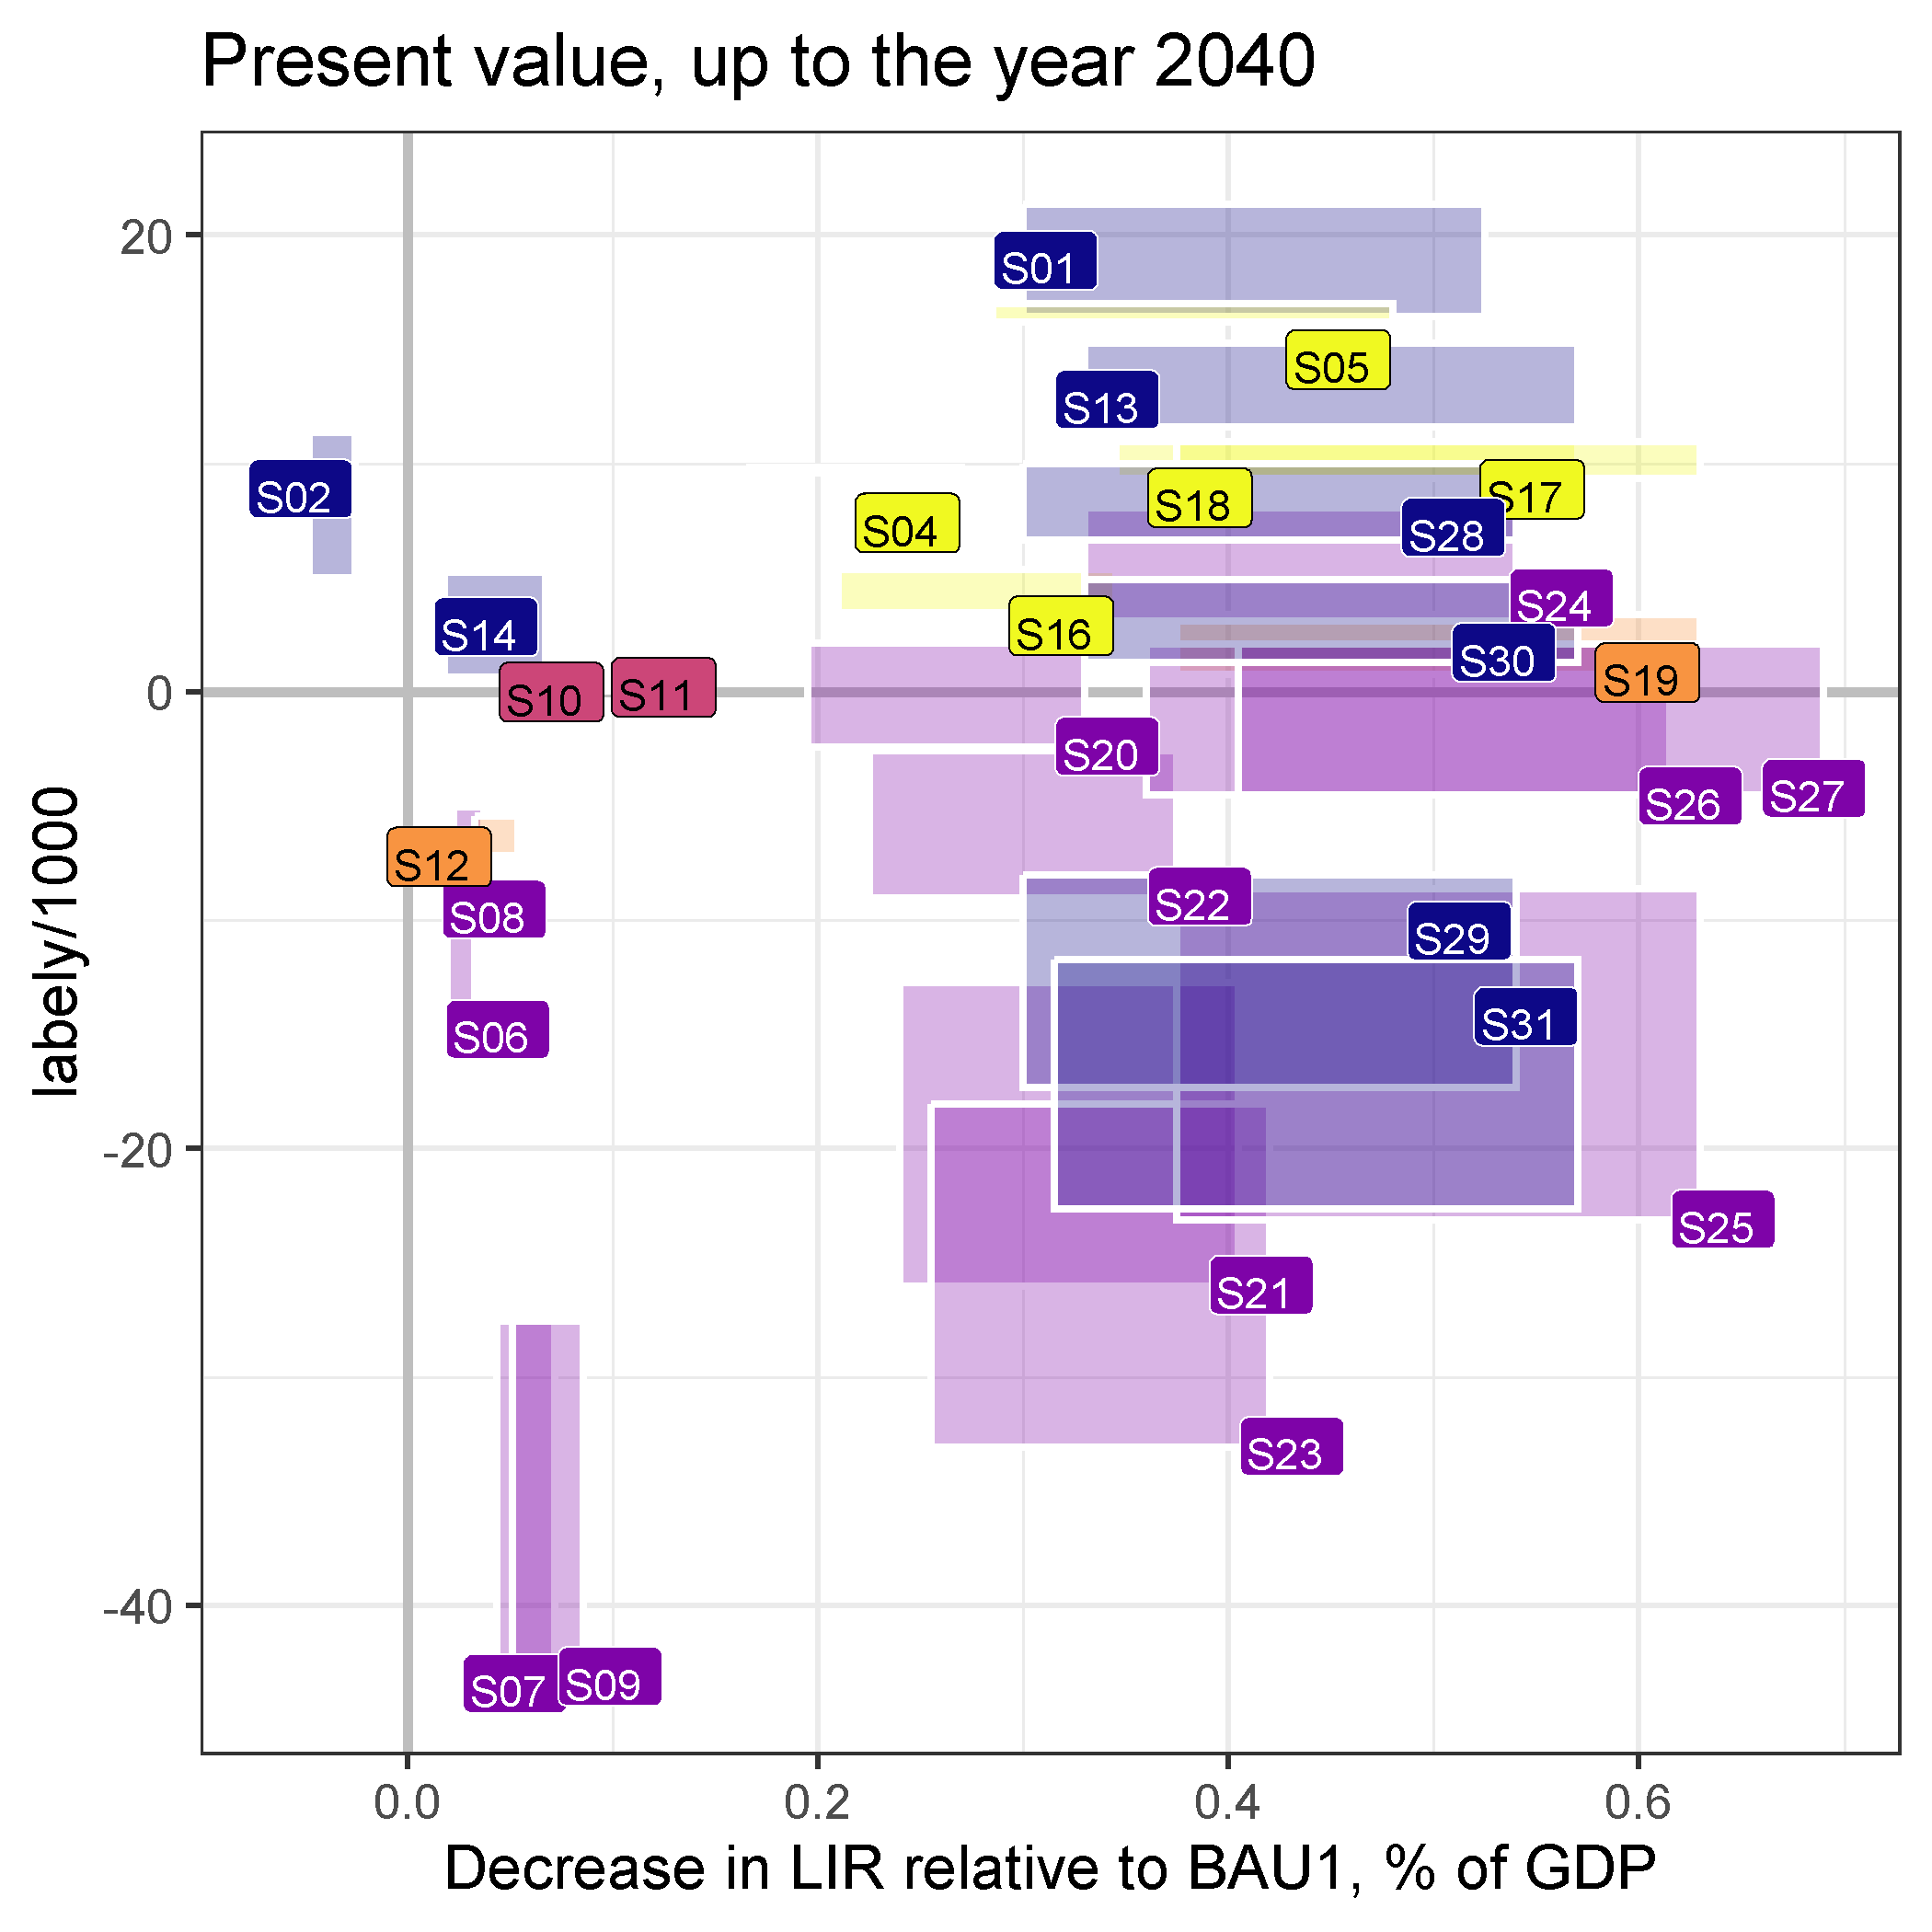 Present value, up to the year 2040
labely/1000
20
0
-20
-40
S01
S05
S13
S02
S18
S17
S04
S28
S24
S14
S16
S30
S19
S10
S11
S20
S26
S27
S12
S08
S22
S29
S06
S31
S25
S21
S23
S07
S09
0.0
0.2
0.4
0.6
Decrease in LIR relative to BAU1, % of GDP